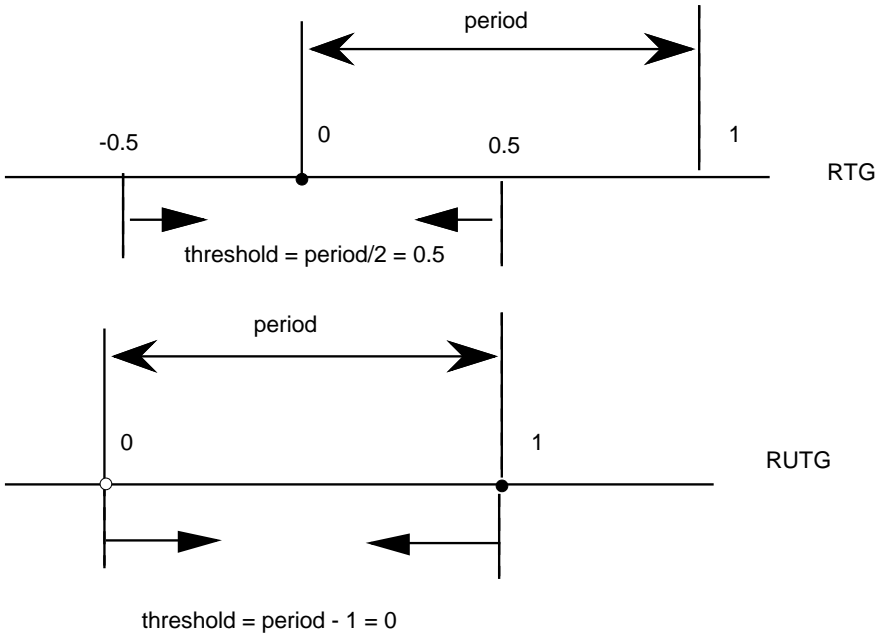 period
-0.5
0
0.5
1
RTG
threshold = period/2 = 0.5
period
0
1
RUTG
threshold = period - 1 = 0